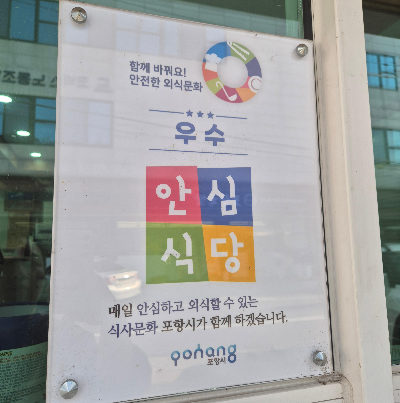 함께 바꿔요!
안전한 외식문화
우수
안심
식당
매일 안심하고 외식할 수 있는
식사문화 포항시가 함께 하겠습니다.
pohang
포항시